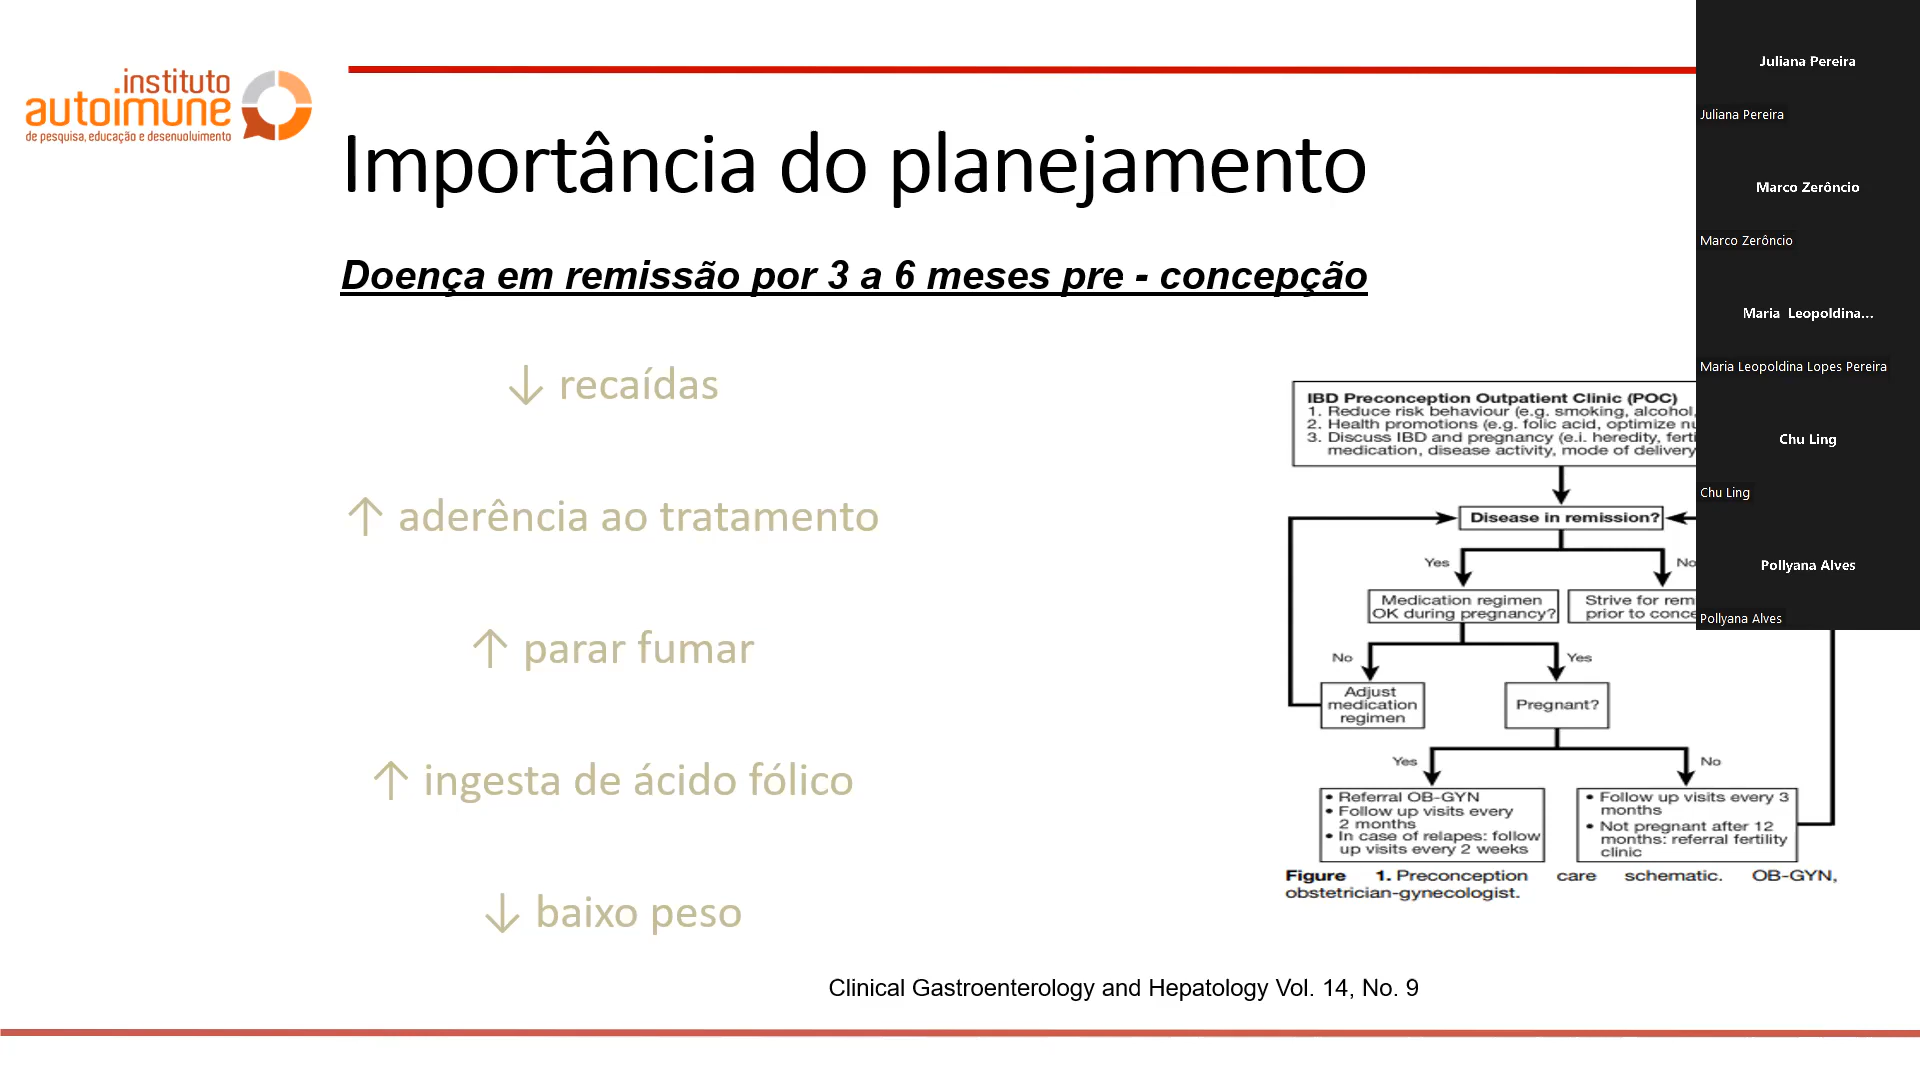 instituto
autoimune
de pesquisa, educação e desenvolvimento
Importância do planejamento
Doença em remissão por 3 a 6 meses pre - concepção
↓ recaídas
↑ aderência ao tratamento
↑ parar fumar
↑ ingesta de ácido fólico
↓ baixo peso
IBD Preconception Outpatient Clinic (POC)
1. Reduce risk behaviour (e.g. smoking, alcohol,
2. Health promotions (e.g. folic acid, optimize
3. Discuss IBD and pregnancy (e.i. heredity,
medication, disease activity, mode of delivery
Disease in remission?
Yes
No
Medication regimen
OK during pregnancy?
Strive for
prior to
No
Yes
Adjust
medication
regimen
Pregnant?
Yes
No
• Referral OB-GYN
• Follow up visits every
2 months
• In case of relapes: follow
up visits every 2 weeks
• Follow up visits every 3
months
• Not pregnant after 12
months: referral fertility
clinic
Figure 1. Preconception care schematic. OB-GYN,
obstetrician-gynecologist.
Clinical Gastroenterology and Hepatology Vol. 14, No. 9
Juliana Pereira
Juliana Pereira
Marco Zerôncio
Marco Zerôncio
Maria Leopoldina...
Maria Leopoldina Lopes Pereira
Chu Ling
Chu Ling
Pollyana Alves
Pollyana Alves